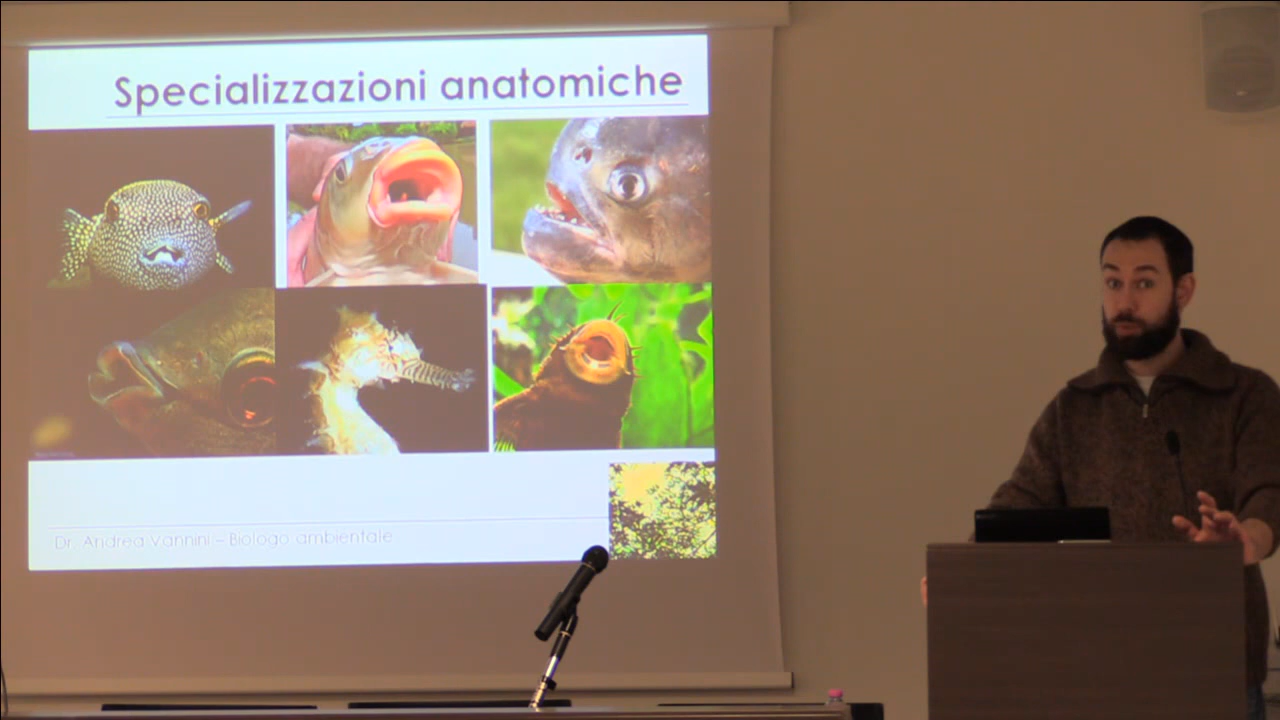 Specializzazioni anatomiche
Dr. Andrea Vannini – Biologo ambientale